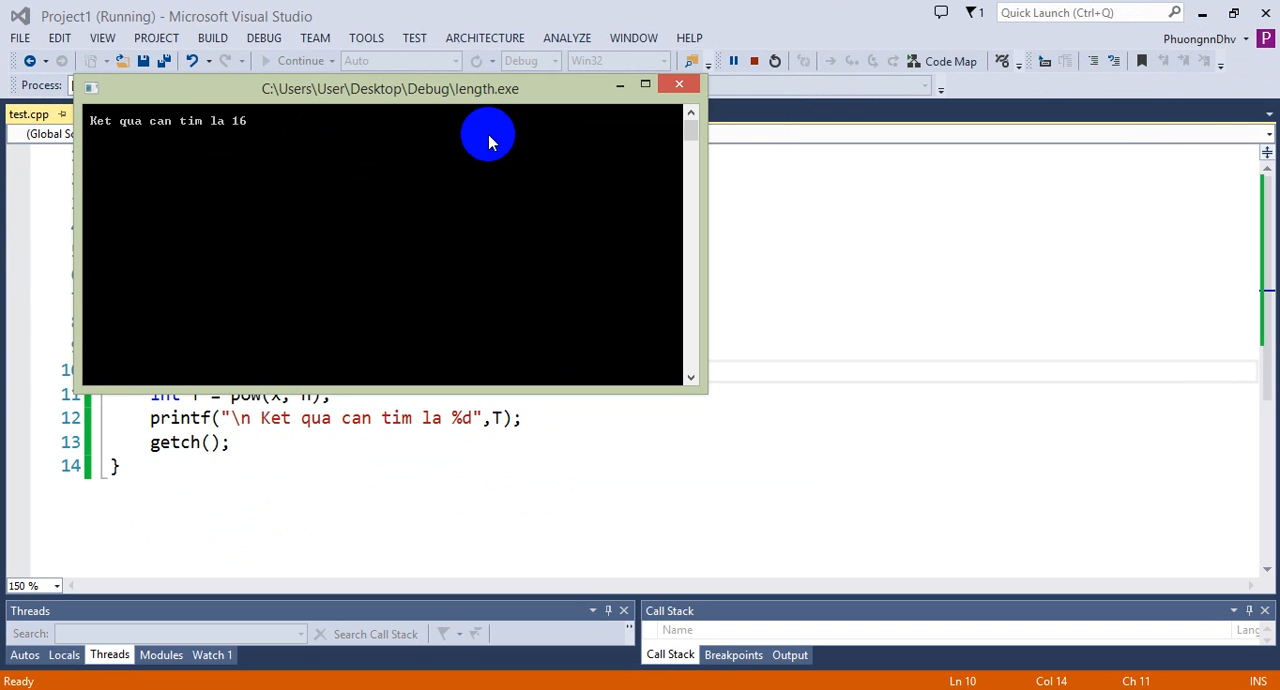 Project1 (Running) - Microsoft Visual Studio
1
Quick Launch (Ctrl+Q)
FILE EDIT VIEW PROJECT BUILD DEBUG TEAM TOOLS TEST ARCHITECTURE ANALYZE WINDOW HELP
PhuongnnDhv P
Continue Auto Debug Win32 Code Map
Process:
C:\Users\User\Desktop\Debug\length.exe
test.cpp
(Global
Ket qua can tim la 16
12 printf("\n Ket qua can tim la %d",T);
13 getch();
14 }
150 %
Threads
Call Stack
Search: Search Call Stack
Name
Autos Locals Threads Modules Watch 1
Call Stack Breakpoints Output
Ready
Ln 10 Col 14 Ch 11 INS